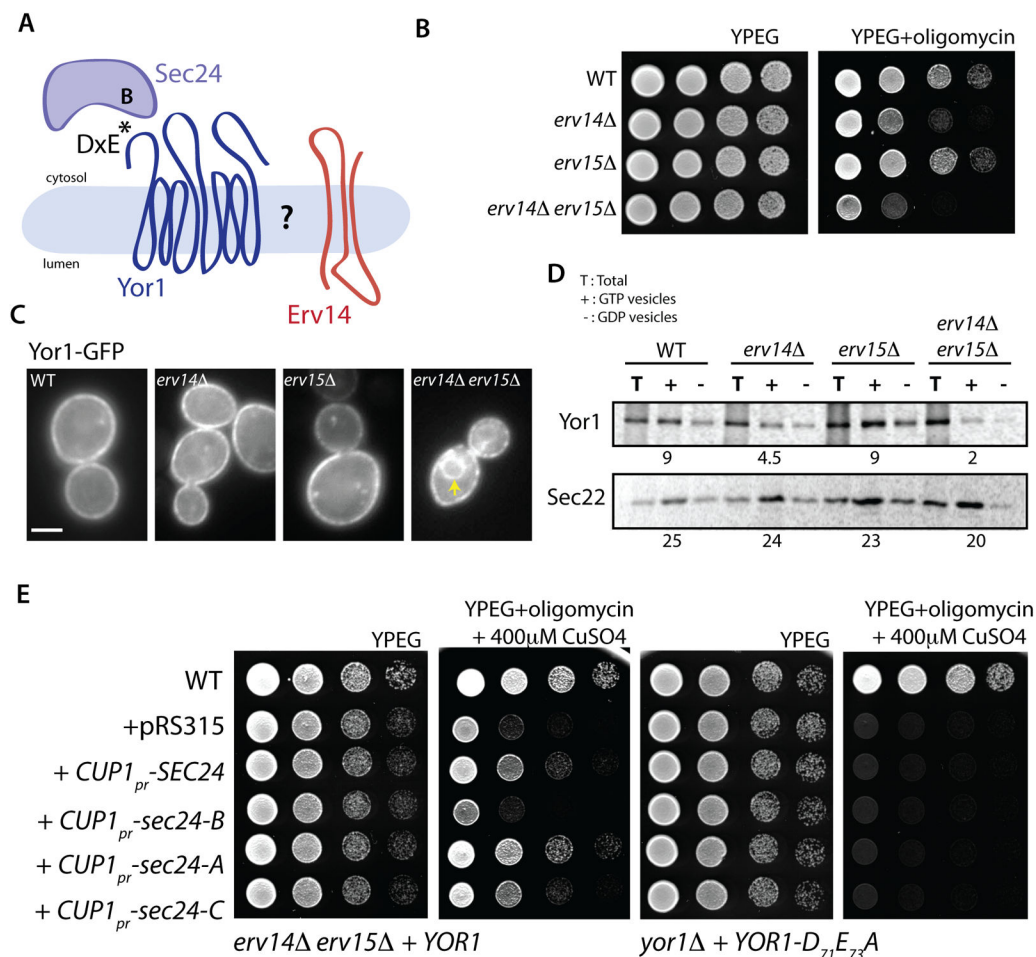 A
Sec24
B
DxE*
cytosol
?
lumen
Yor1
Erv14
B
YPEG
YPEG+oligomycin
WT
erv14Δ
erv15Δ
erv14Δ erv15Δ
C
Yor1-GFP
WT
erv14Δ
erv15Δ
erv14Δ erv15Δ
D
T : Total
+ : GTP vesicles
- : GDP vesicles
WT
erv14Δ
erv15Δ
erv14Δ
erv15Δ
T + - T + - T + - T + -
Yor1
9 4.5 9 2
Sec22
25 24 23 20
E
YPEG
YPEG+oligomycin
+ 400μM CuSO4
YPEG
YPEG+oligomycin
+ 400μM CuSO4
WT
+pRS315
+ CUP1pr-SEC24
+ CUP1pr-sec24-B
+ CUP1pr-sec24-A
+ CUP1pr-sec24-C
erv14Δ erv15Δ + YOR1
yor1Δ + YOR1-D71E73A